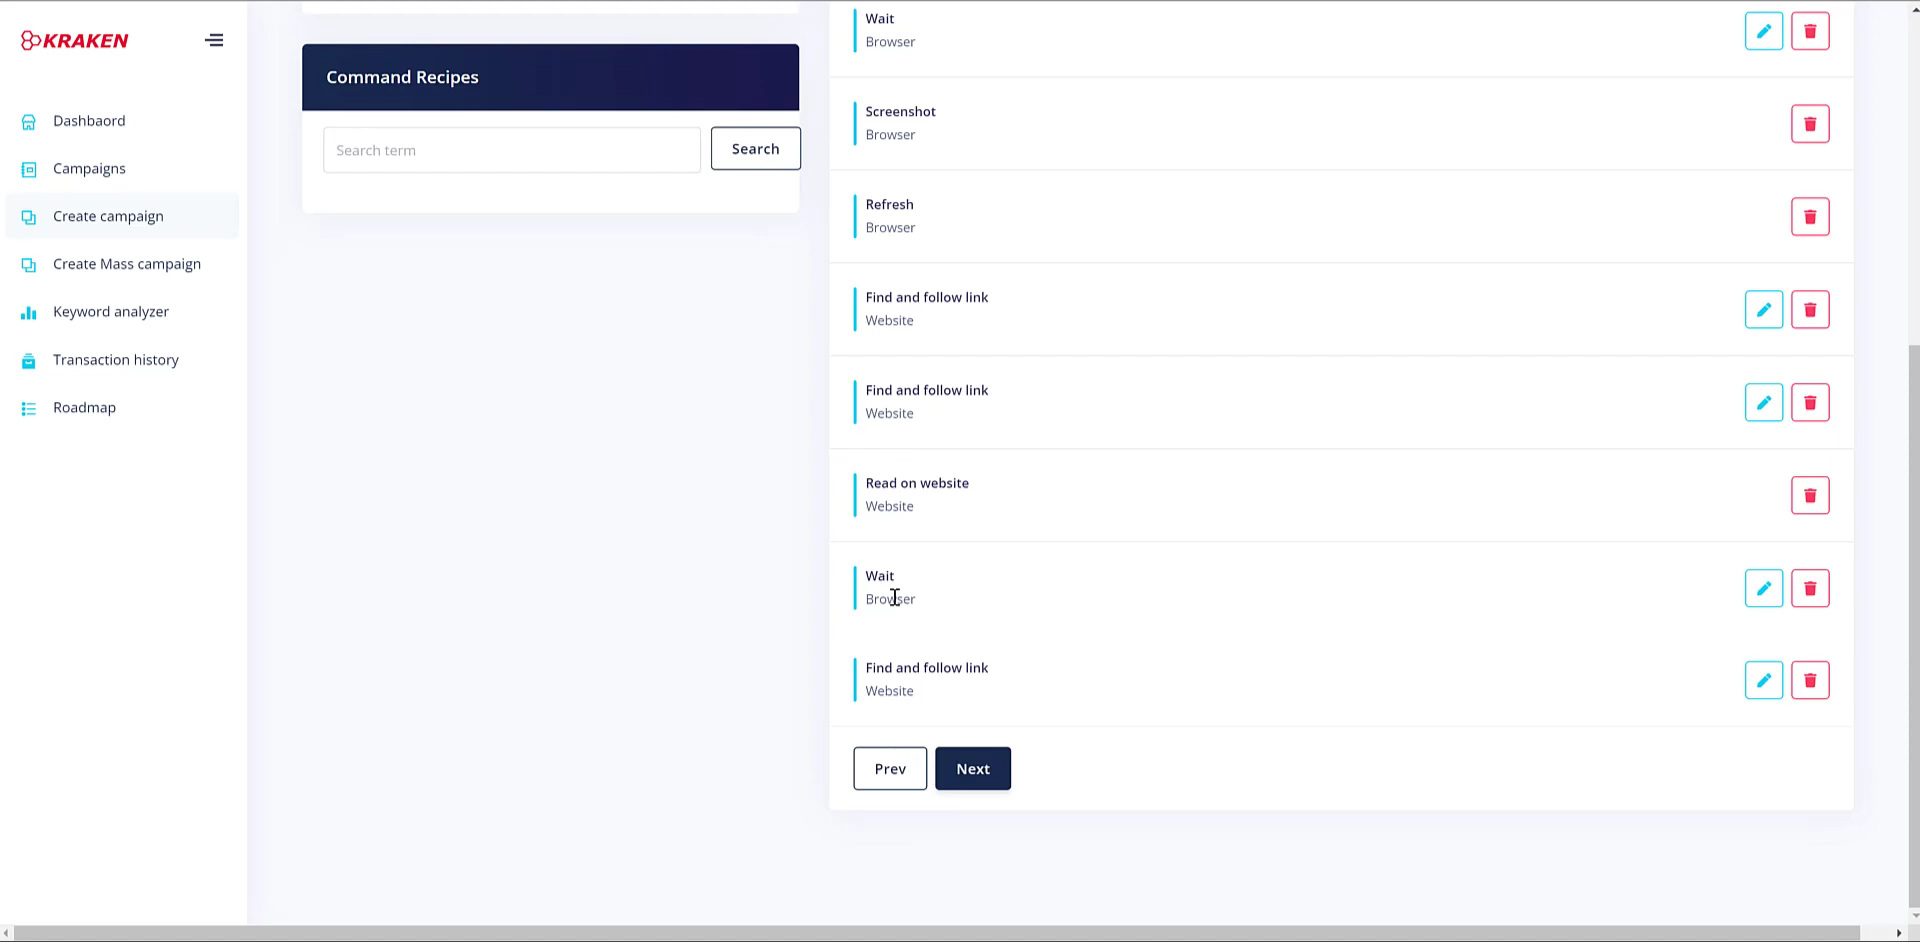 KRAKEN
Dashbaord
Campaigns
Create campaign
Create Mass campaign
Keyword analyzer
Transaction history
Roadmap
Command Recipes
Search term
Search
Wait
Browser
Screenshot
Browser
Refresh
Browser
Find and follow link
Website
Find and follow link
Website
Read on website
Website
Wait
Browser
Find and follow link
Website
Prev
Next